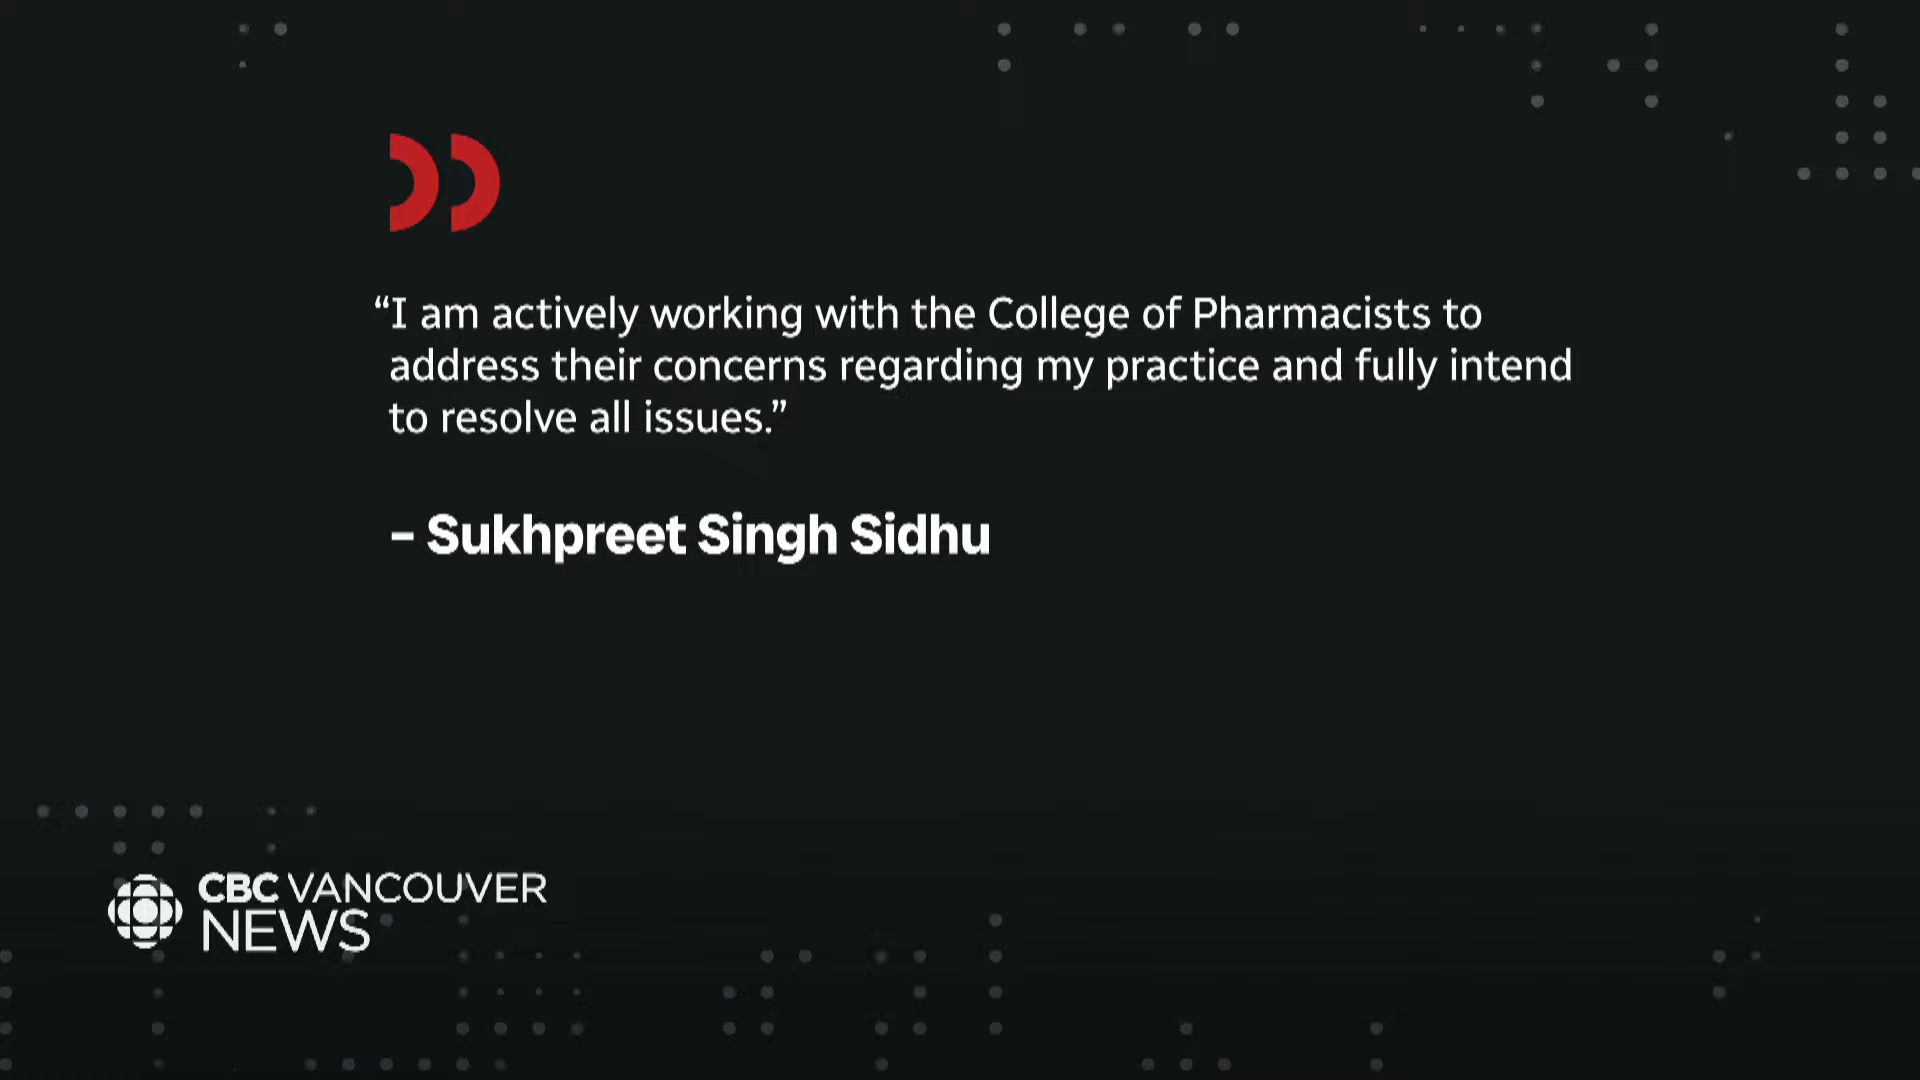 “I am actively working with the College of Pharmacists to
address their concerns regarding my practice and fully intend
to resolve all issues.”
– Sukhpreet Singh Sidhu
CBC VANCOUVER
NEWS